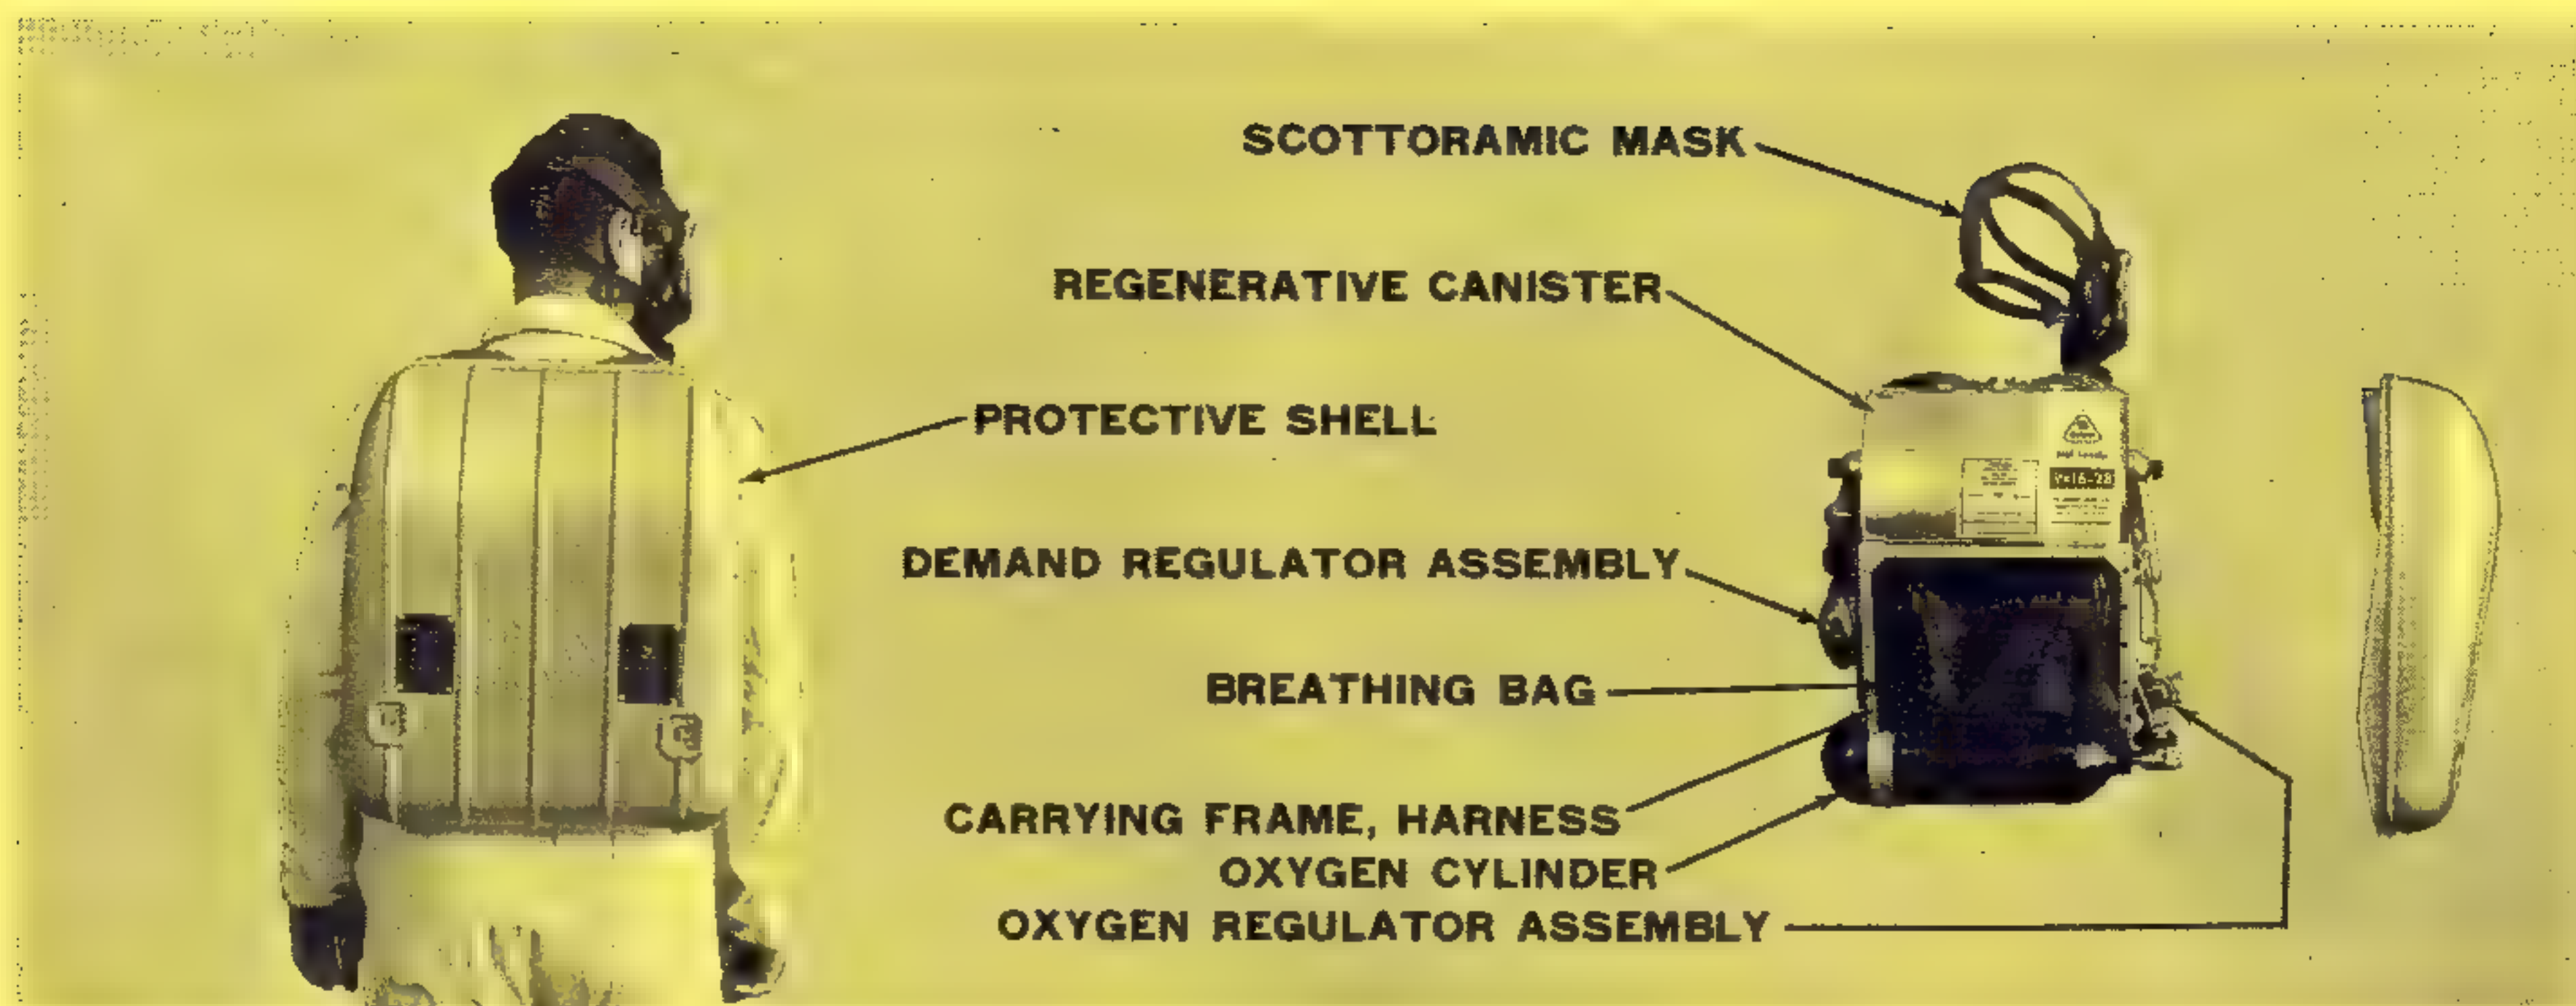 SCOTTORAMIC MASK
REGENERATIVE CANISTER
PROTECTIVE SHELL
DEMAND REGULATOR ASSEMBLY
BREATHING BAG
CARRYING FRAME, HARNESS
OXYGEN CYLINDER
OXYGEN REGULATOR ASSEMBLY